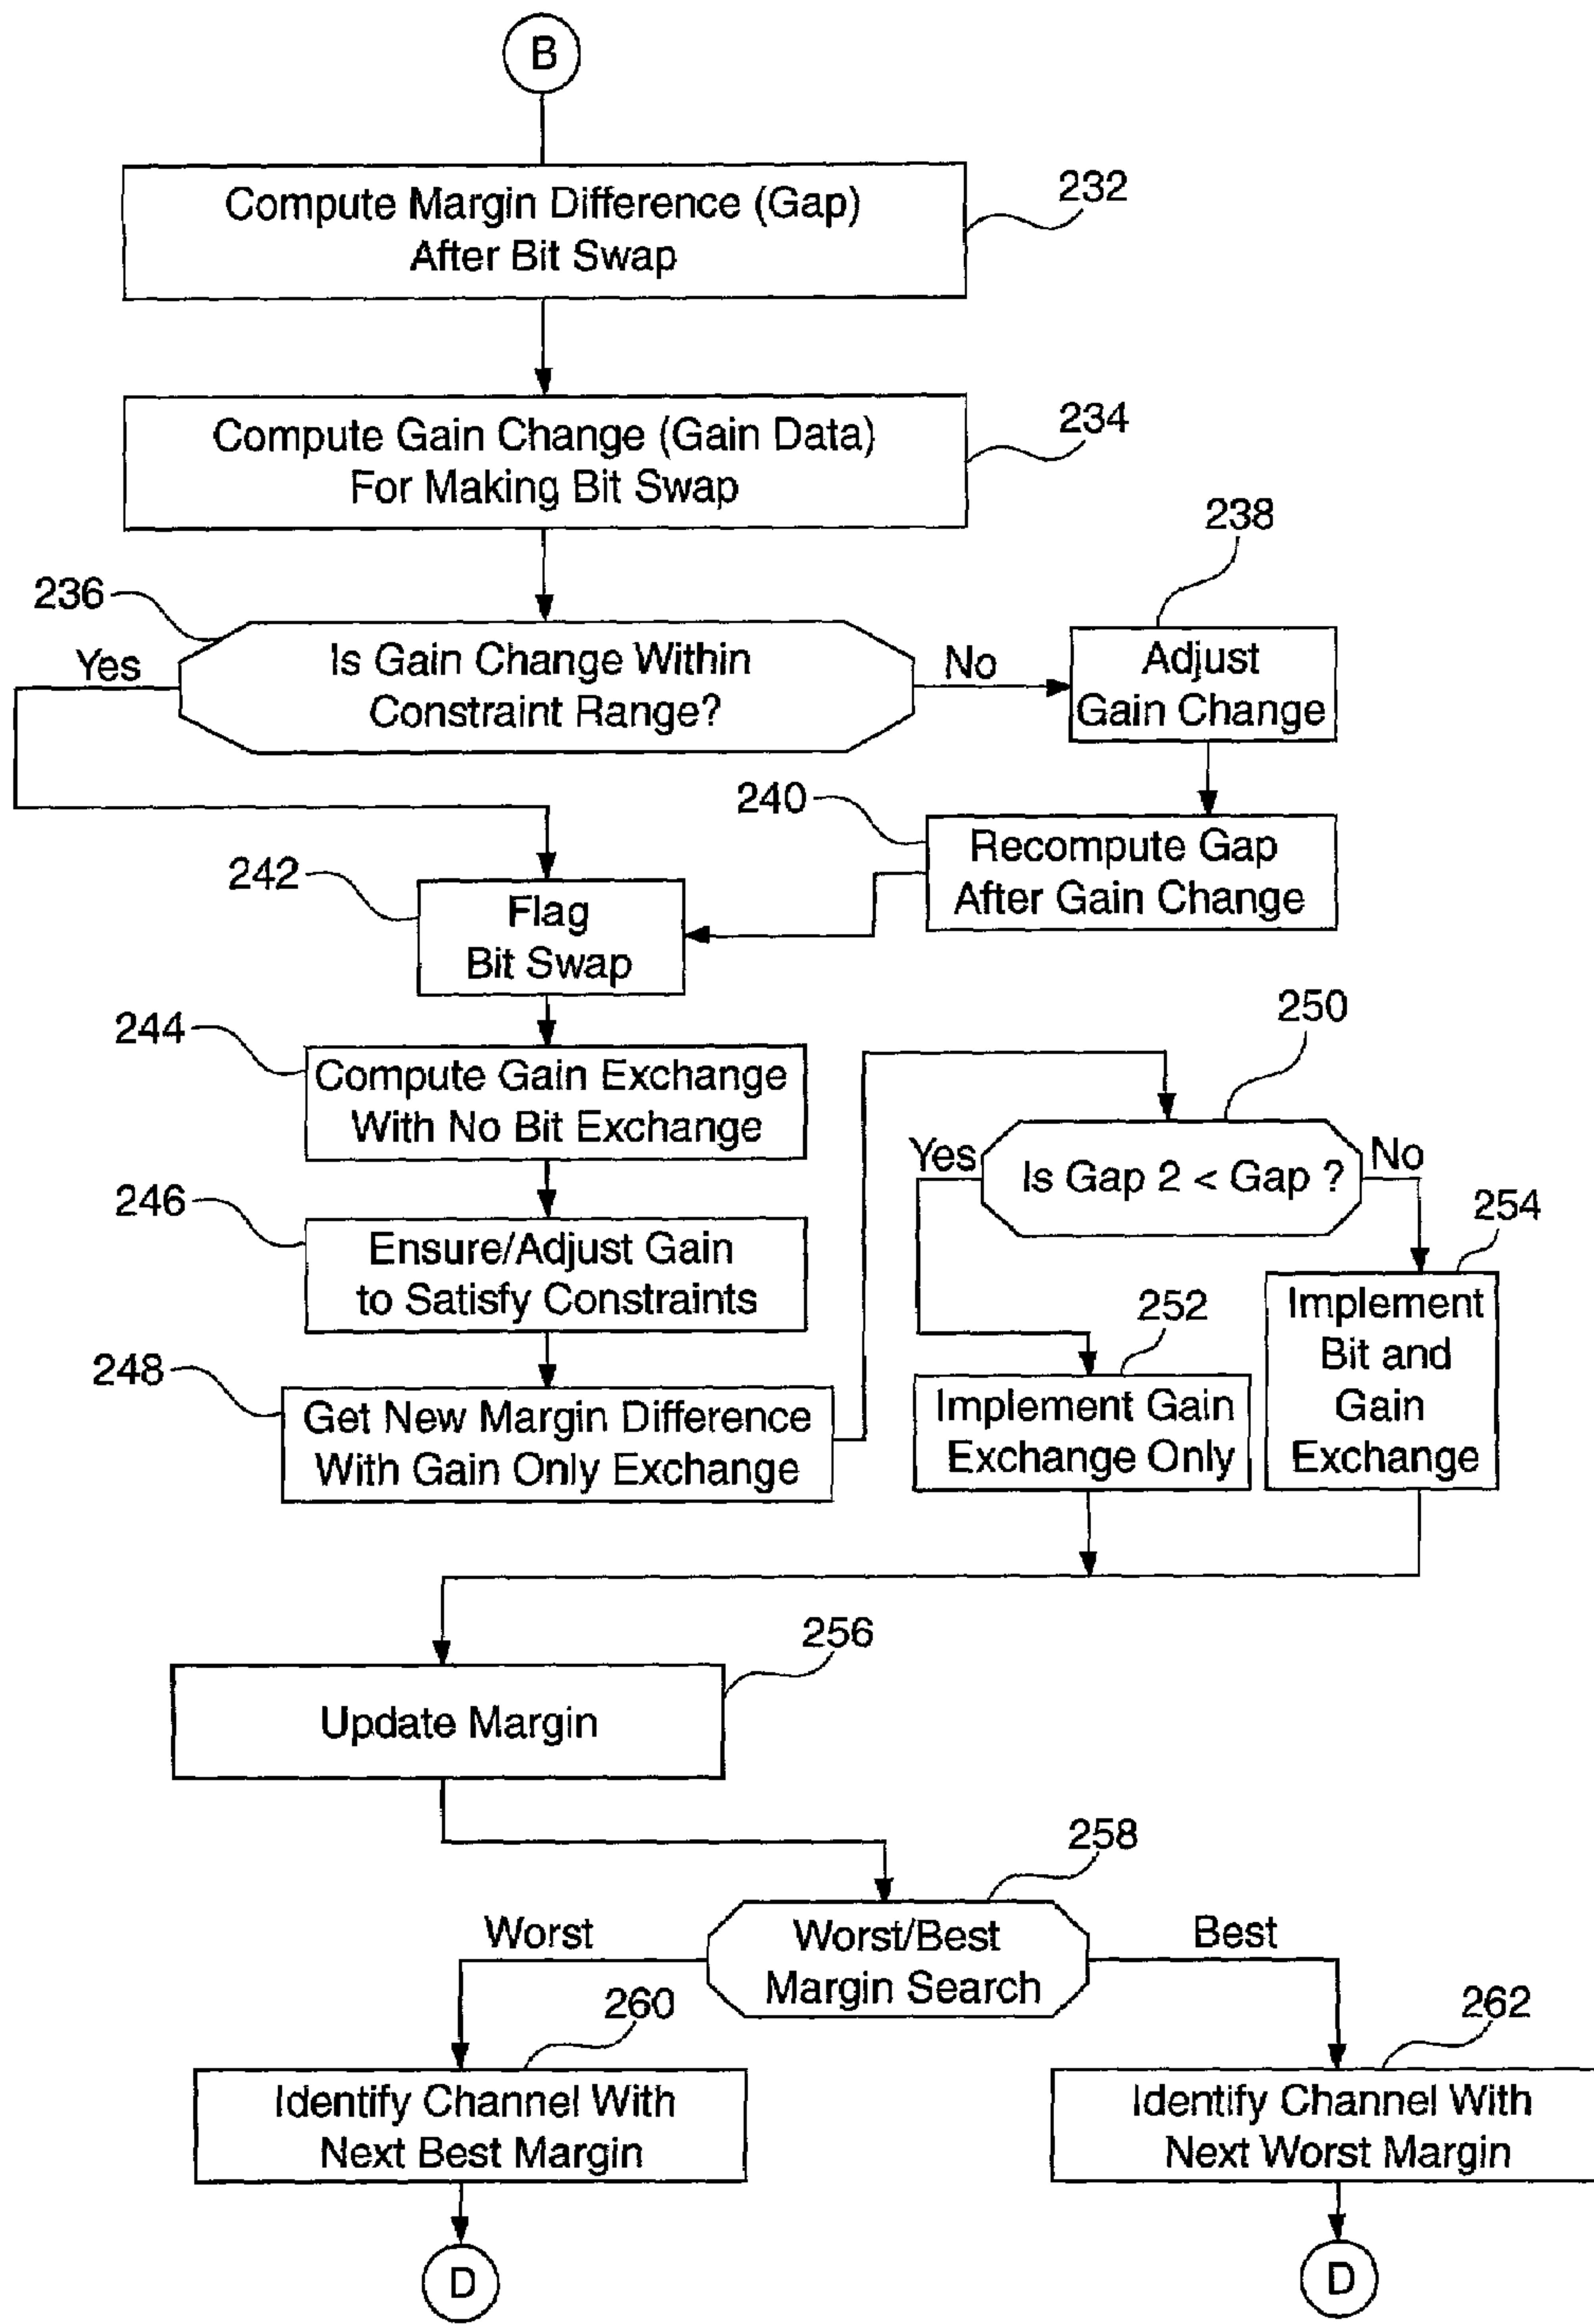 B
Compute Margin Difference (Gap)
After Bit Swap
232
Compute Gain Change (Gain Data)
For Making Bit Swap
234
236
Yes
Is Gain Change Within
Constraint Range?
No
238
Adjust
Gain Change
240
Recompute Gap
After Gain Change
242
Flag
Bit Swap
244
Compute Gain Exchange
With No Bit Exchange
246
Ensure/Adjust Gain
to Satisfy Constraints
248
Get New Margin Difference
With Gain Only Exchange
250
Yes
Is Gap 2 < Gap ?
No
252
Implement Gain
Exchange Only
254
Implement
Bit and
Gain
Exchange
256
Update Margin
258
Worst
Worst/Best
Margin Search
Best
260
Identify Channel With
Next Best Margin
262
Identify Channel With
Next Worst Margin
D
D